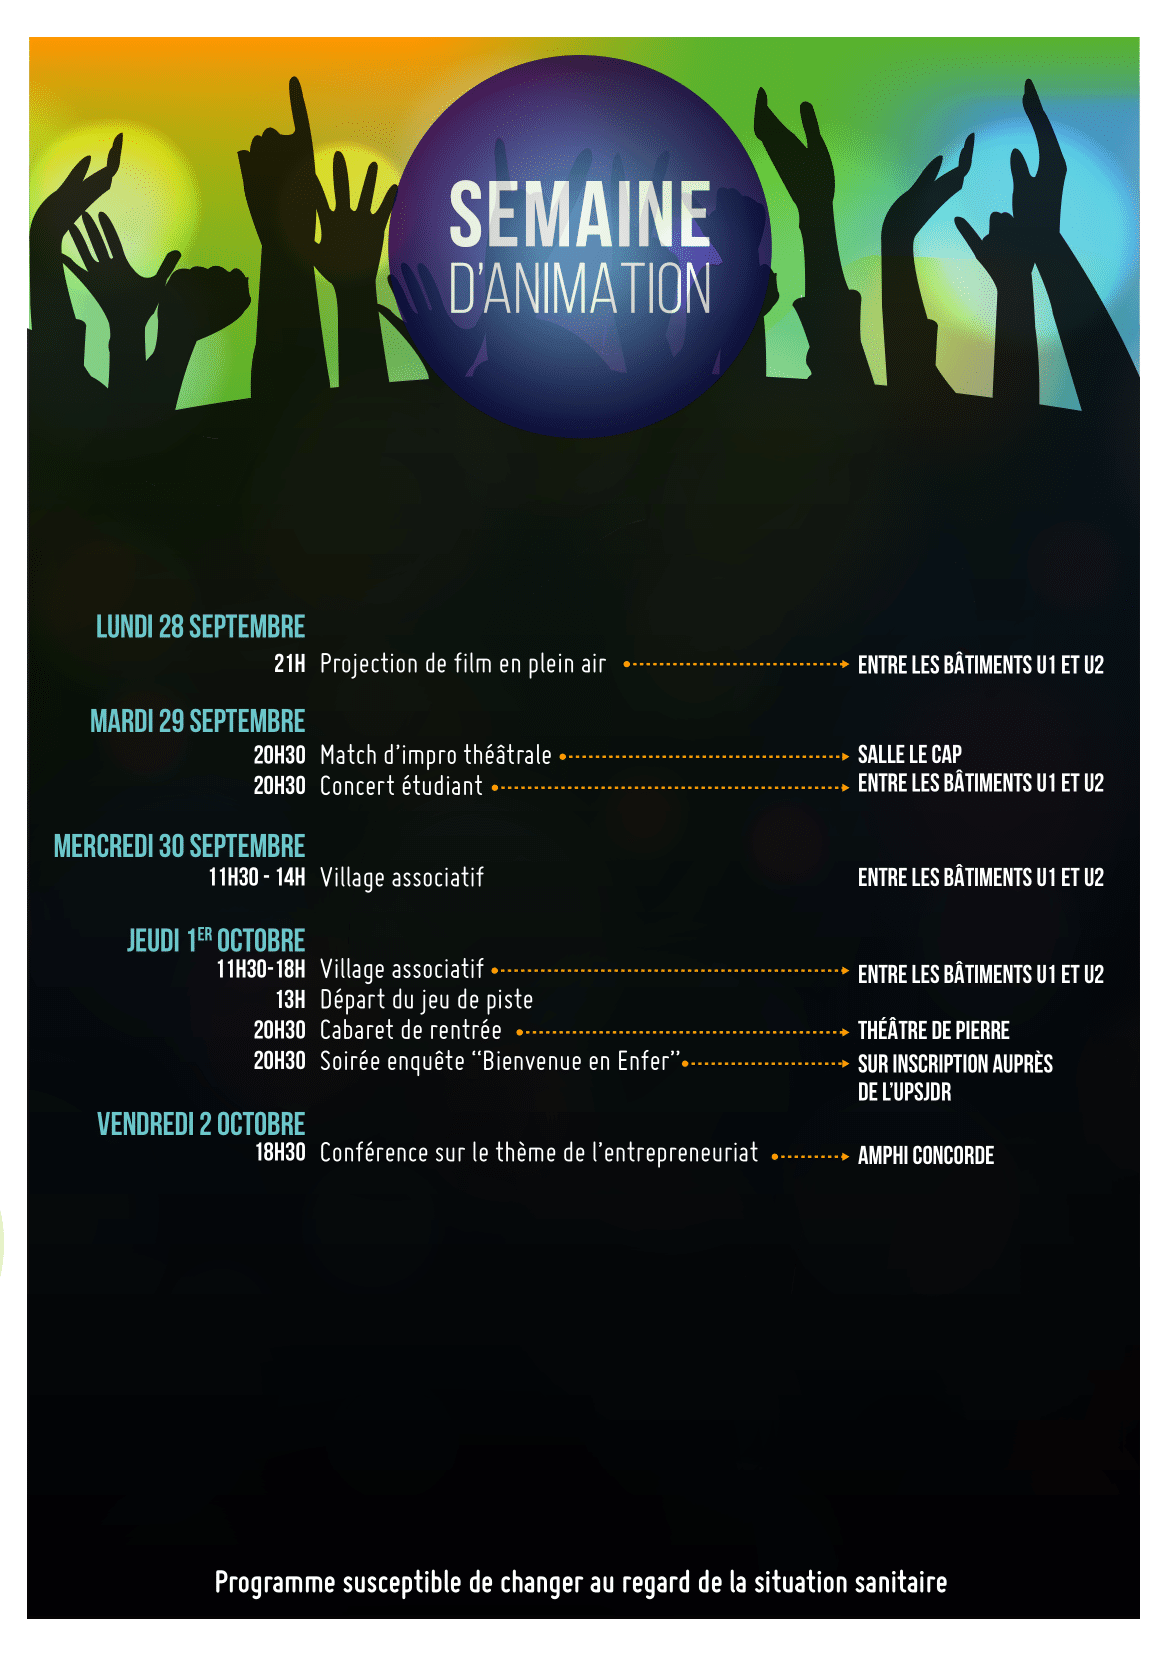 SEMAINE
D'ANIMATION
LUNDI 28 SEPTEMBRE
21H Projection de film en plein air ENTRE LES BÂTIMENTS U1 ET U2
MARDI 29 SEPTEMBRE
20H30 Match d'impro théâtrale SALLE LE CAP
20H30 Concert étudiant ENTRE LES BÂTIMENTS U1 ET U2
MERCREDI 30 SEPTEMBRE
11H30 - 14H Village associatif ENTRE LES BÂTIMENTS U1 ET U2
JEUDI 1ER OCTOBRE
11H30-18H Village associatif ENTRE LES BÂTIMENTS U1 ET U2
13H Départ du jeu de piste
20H30 Cabaret de rentrée THÉÂTRE DE PIERRE
20H30 Soirée enquête “Bienvenue en Enfer” SUR INSCRIPTION AUPRÈS
DE L'UPSJDR
VENDREDI 2 OCTOBRE
18H30 Conférence sur le thème de l'entrepreneuriat AMPHI CONCORDE
Programme susceptible de changer au regard de la situation sanitaire